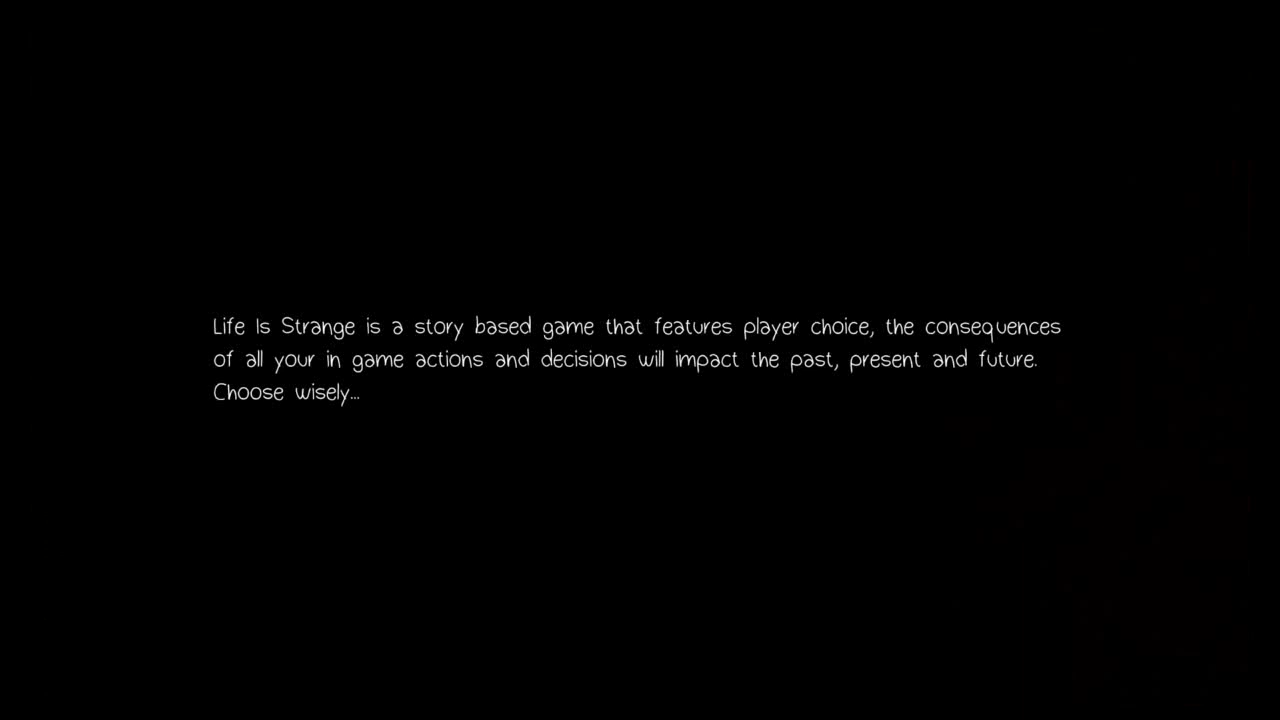 Life Is Strange is a story based game that features player choice, the consequences
of all your in game actions and decisions will impact the past, present and future.
Choose wisely...